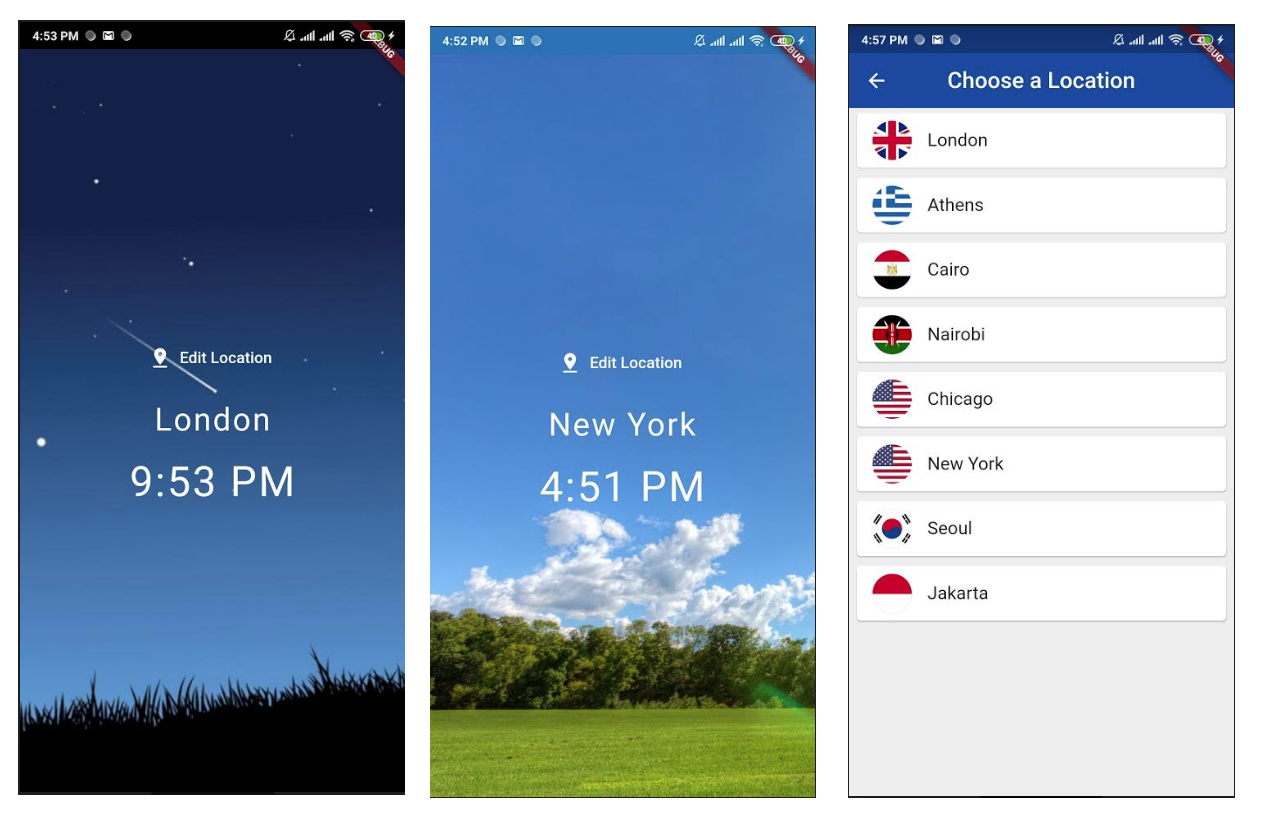 4:53 PM
40
DEBUG
Edit Location
London
9:53 PM
4:52 PM
40
DEBUG
Edit Location
New York
4:51 PM
4:57 PM
DEBUG
Choose a Location
London
Athens
Cairo
Nairobi
Chicago
New York
Seoul
Jakarta